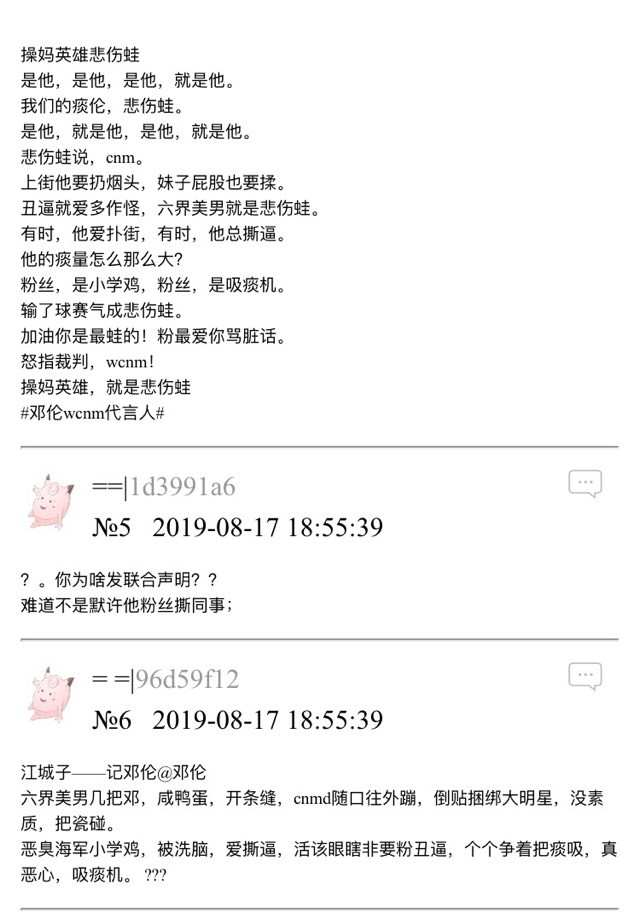 操妈英雄悲伤蛙
是他，是他，是他，就是他。
我们的痰伦，悲伤蛙。
是他，就是他，是他，就是他。
悲伤蛙说，cnm。
上街他要扔烟头，妹子屁股也要揉。
丑逼就爱多作怪，六界美男就是悲伤蛙。
有时，他爱扑街，有时，他总撕逼。
他的痰量怎么那么大？
粉丝，是小学鸡，粉丝，是吸痰机。
输了球赛气成悲伤蛙。
加油你是最蛙的！粉最爱你骂脏话。
怒指裁判，wcnm！
操妈英雄，就是悲伤蛙
#邓伦wcnm代言人#
==|1d3991a6
№5 2019-08-17 18:55:39
？。你为啥发联合声明？？
难道不是默许他粉丝撕同事；
= =|96d59f12
№6 2019-08-17 18:55:39
江城子——记邓伦@邓伦
六界美男几把邓，咸鸭蛋，开条缝，cnmd随口往外蹦，倒贴捆绑大明星，没素
质，把瓷碰。
恶臭海军小学鸡，被洗脑，爱撕逼，活该眼瞎非要粉丑逼，个个争着把痰吸，真
恶心，吸痰机。???